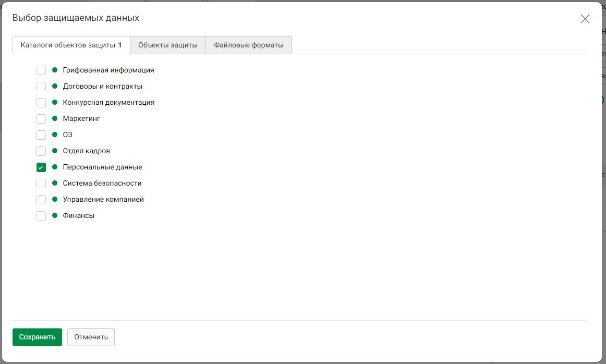 Выбор защищаемых данных
Каталоги объектов защиты 1 Объекты защиты Файловые форматы
Грифованная информация
Договоры и контракты
Конкурсная документация
Маркетинг
ОЗ
Отдел кадров
Персональные данные
Система безопасности
Управление компанией
Финансы
Сохранить Отменить